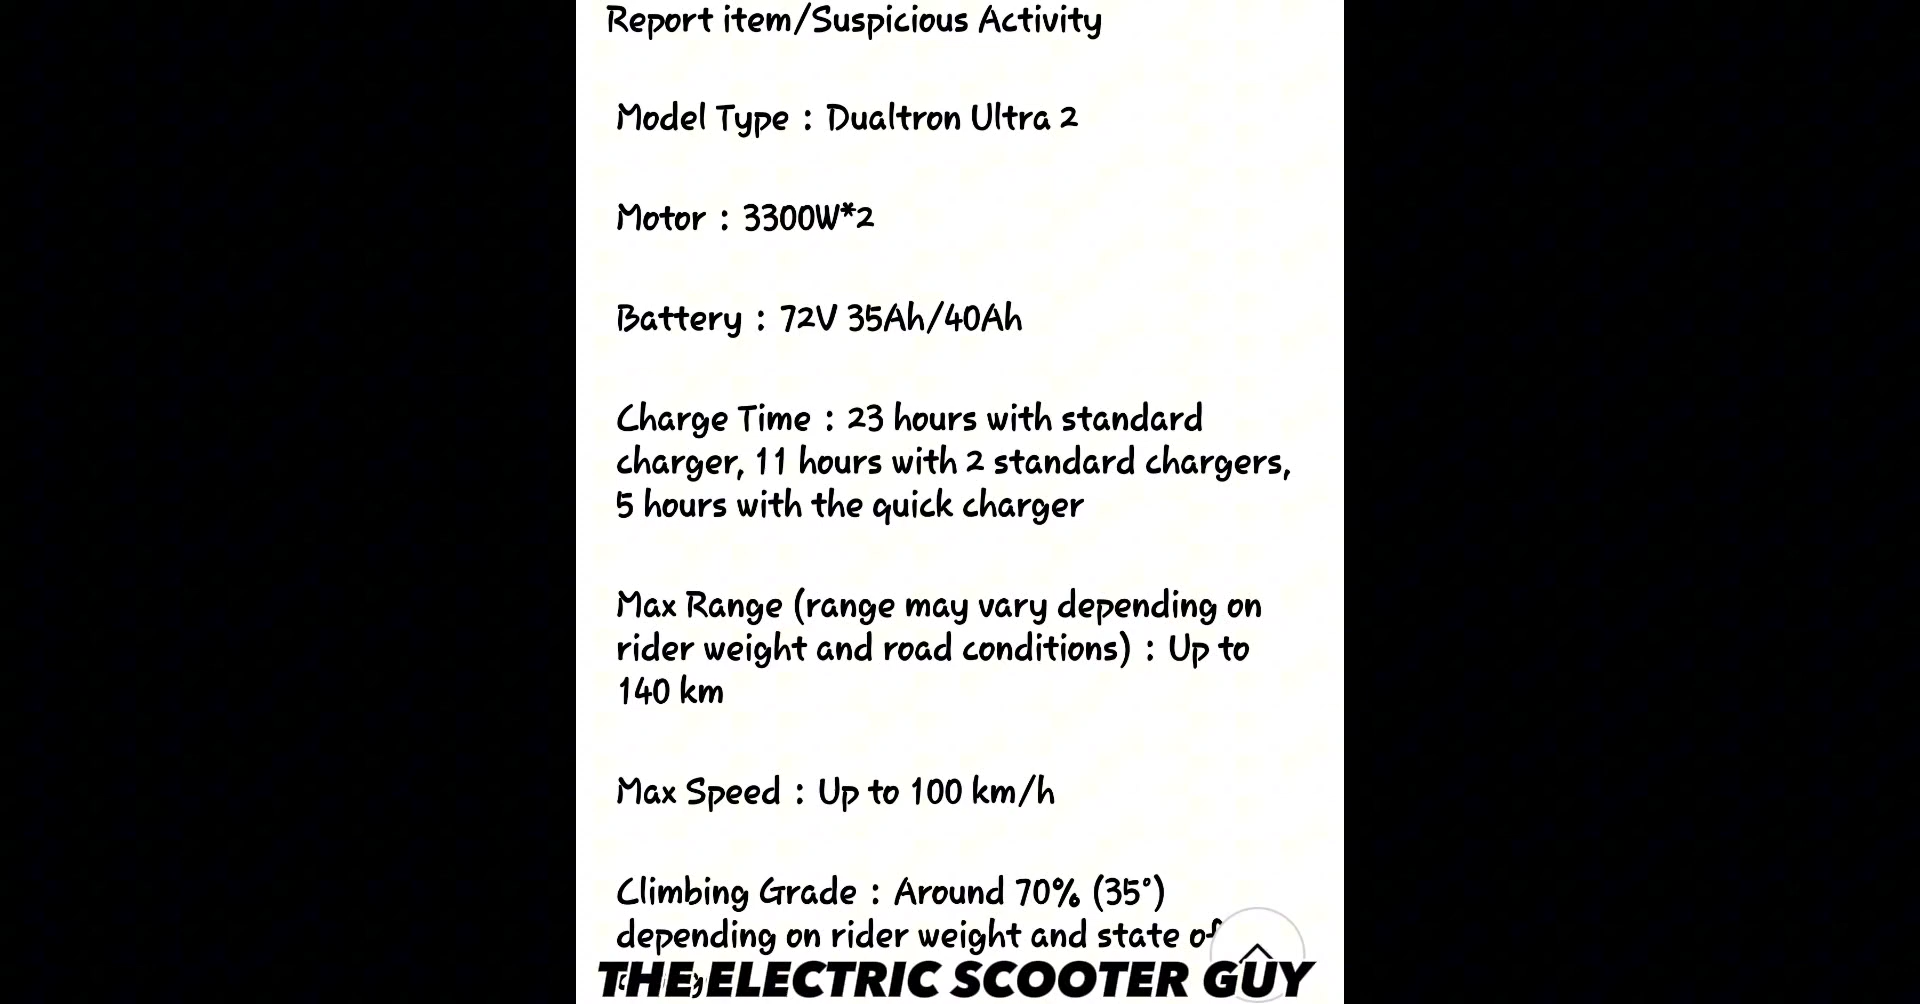 Report item/Suspicious Activity
Model Type : Dualtron Ultra 2
Motor : 3300W*2
Battery : 72V 35Ah/40Ah
Charge Time : 23 hours with standard
charger, 11 hours with 2 standard chargers,
5 hours with the quick charger
Max Range (range may vary depending on
rider weight and road conditions) : Up to
140 km
Max Speed : Up to 100 km/h
Climbing Grade : Around 70% (35°)
depending on rider weight and state of
THE ELECTRIC SCOOTER GUY